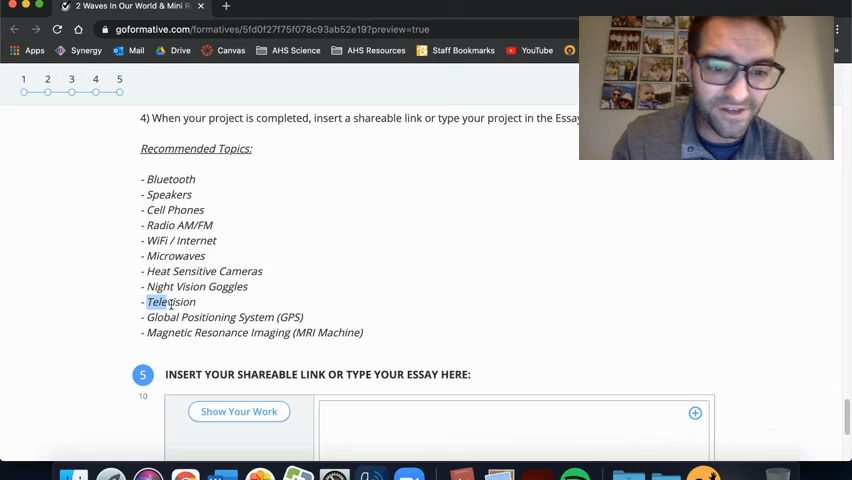 2 Waves In Our World & Mini R
goformative.com/formatives/5fd0f27f75f078c93ab52e19?preview=true
Apps Synergy Mail Drive Canvas AHS Science AHS Resources Staff Bookmarks YouTube
1 2 3 4 5
4) When your project is completed, insert a shareable link or type your project in the Essay
Recommended Topics:
- Bluetooth
- Speakers
- Cell Phones
- Radio AM/FM
- WiFi / Internet
- Microwaves
- Heat Sensitive Cameras
- Night Vision Goggles
- Television
- Global Positioning System (GPS)
- Magnetic Resonance Imaging (MRI Machine)
5 INSERT YOUR SHAREABLE LINK OR TYPE YOUR ESSAY HERE:
10
Show Your Work